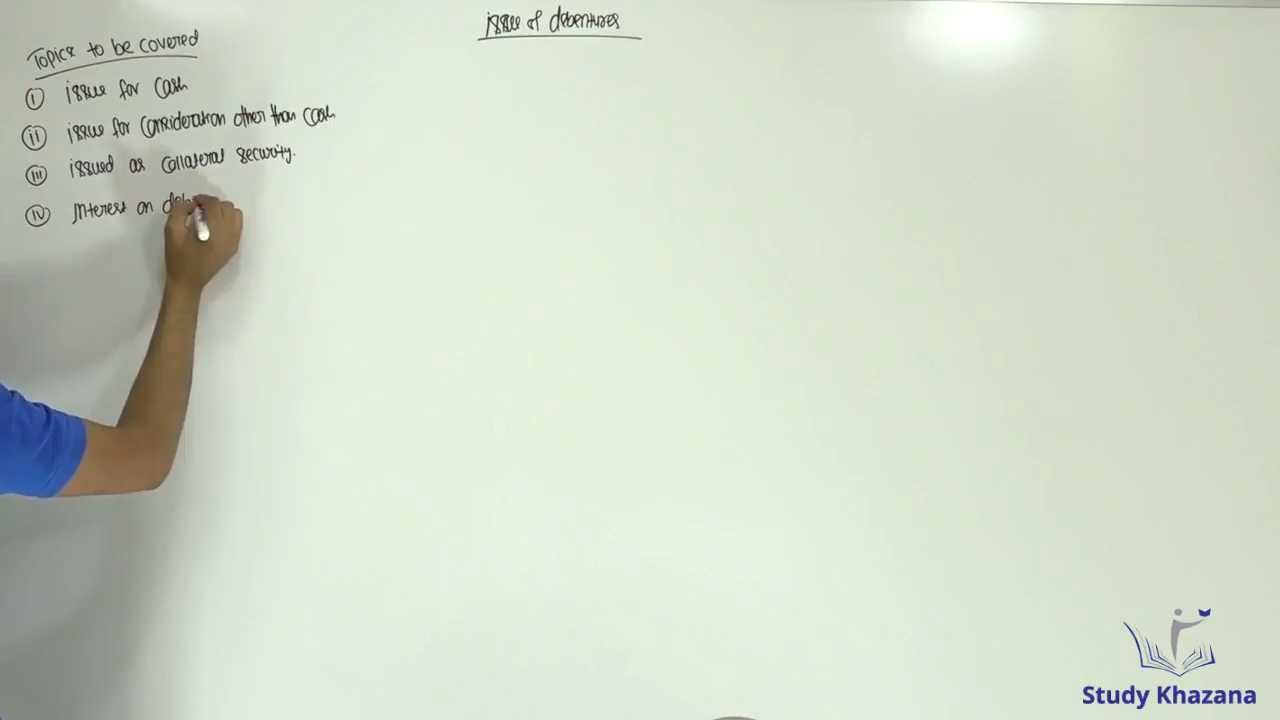 issue of debentures
Topics to be covered
(i) issue for cash
(ii) issue for consideration other than cash
(iii) issued as collateral security.
(iv) Interest on deb
Study Khazana